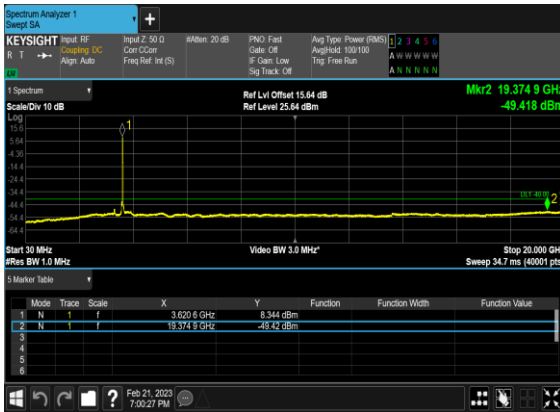 Spectrum Analyzer 1
Swept SA
+
KEYSIGHT
R T
Input: RF
Coupling: DC
Align: Auto
Input Z: 50 Ω
Corr CCorr
Freq Ref: Int (S)
#Atten: 20 dB
PNO: Fast
Gate: Off
IF Gain: Low
Sig Track: Off
Avg Type: Power (RMS)
Avg|Hold: 100/100
Trig: Free Run
1 2 3 4 5 6
A W W W W W
A N N N N N
1 Spectrum
Scale/Div 10 dB
Ref Lvl Offset 15.64 dB
Ref Level 25.64 dBm
Mkr2 19.374 9 GHz
-49.418 dBm
Log
15.6
5.64
-4.36
-14.4
-24.4
-34.4
-44.4
-54.4
-64.4
1
2
Start 30 MHz
#Res BW 1.0 MHz
Video BW 3.0 MHz*
Stop 20.000 GHz
Sweep 34.7 ms (40001 pts)
5 Marker Table
Mode Trace Scale X Y Function Function Width Function Value
1 N 1 f 3.620 6 GHz 8.344 dBm
2 N 1 f 19.374 9 GHz -49.42 dBm
3
4
5
6
?
Feb 21, 2023
7:00:27 PM